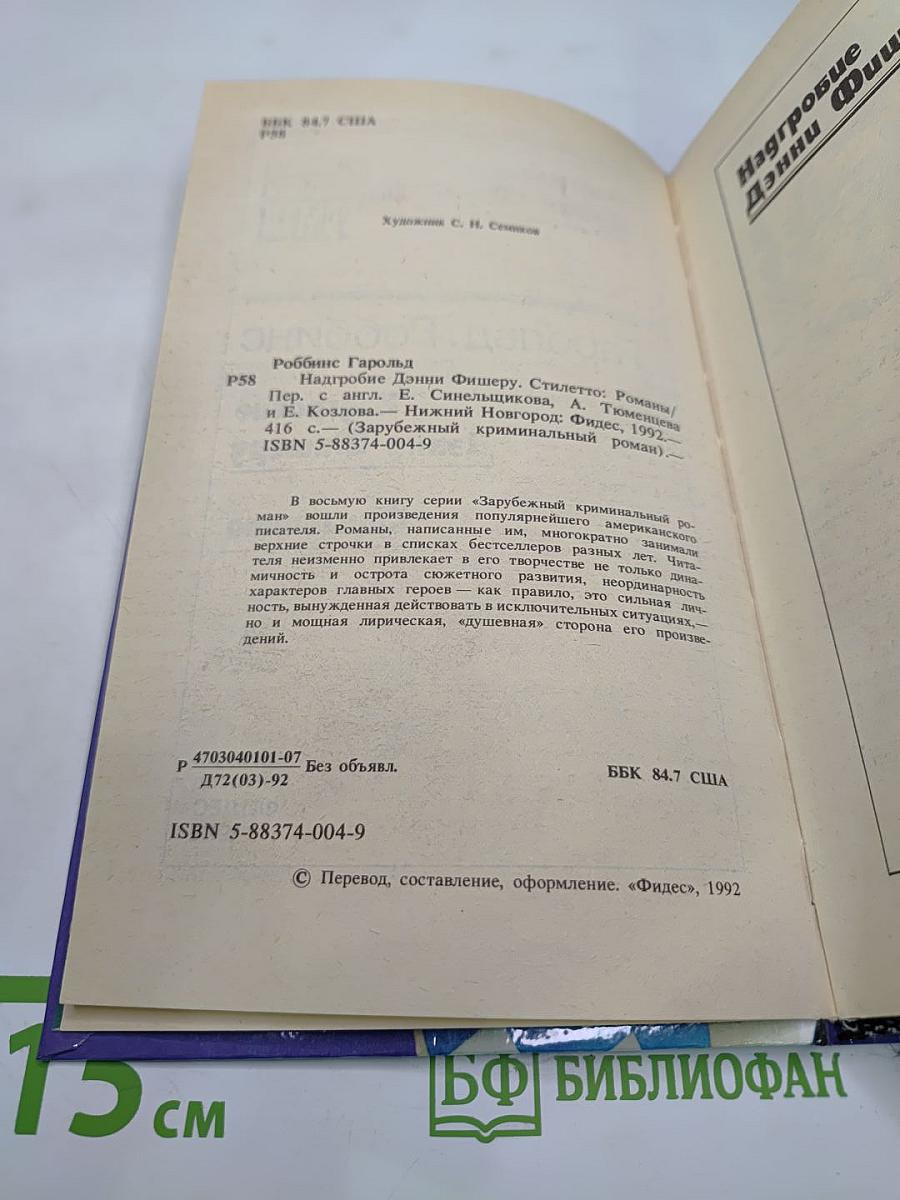 ББК 84.7 США
Р58
Художник С. Н. Семиков
Роббинс Гарольд
Р58 Надгробие Дэнни Фишеру. Стилетто: Романы/
Пер. с англ. Е. Синельщикова, А. Тюменцева
и Е. Козлова.— Нижний Новгород: Фидес, 1992.—
416 с.— (Зарубежный криминальный роман).—
ISBN 5-88374-004-9
В восьмую книгу серии «Зарубежный криминальный ро-
ман» вошли произведения популярнейшего американского
писателя. Романы, написанные им, многократно занимали
верхние строчки в списках бестселлеров разных лет. Чита-
теля неизменно привлекает в его творчестве не только дина-
мичность и острота сюжетного развития, неординарность
характеров главных героев — как правило, это сильная лич-
ность, вынужденная действовать в исключительных ситуациях,—
но и мощная лирическая, «душевная» сторона его произве-
дений.
Р 4703040101-07 Без объявл.
Д72(03)-92
ББК 84.7 США
ISBN 5-88374-004-9
© Перевод, составление, оформление. «Фидес», 1992
Надгробие
Дэнни Фиш
15 см
БФ БИБЛИОФАН